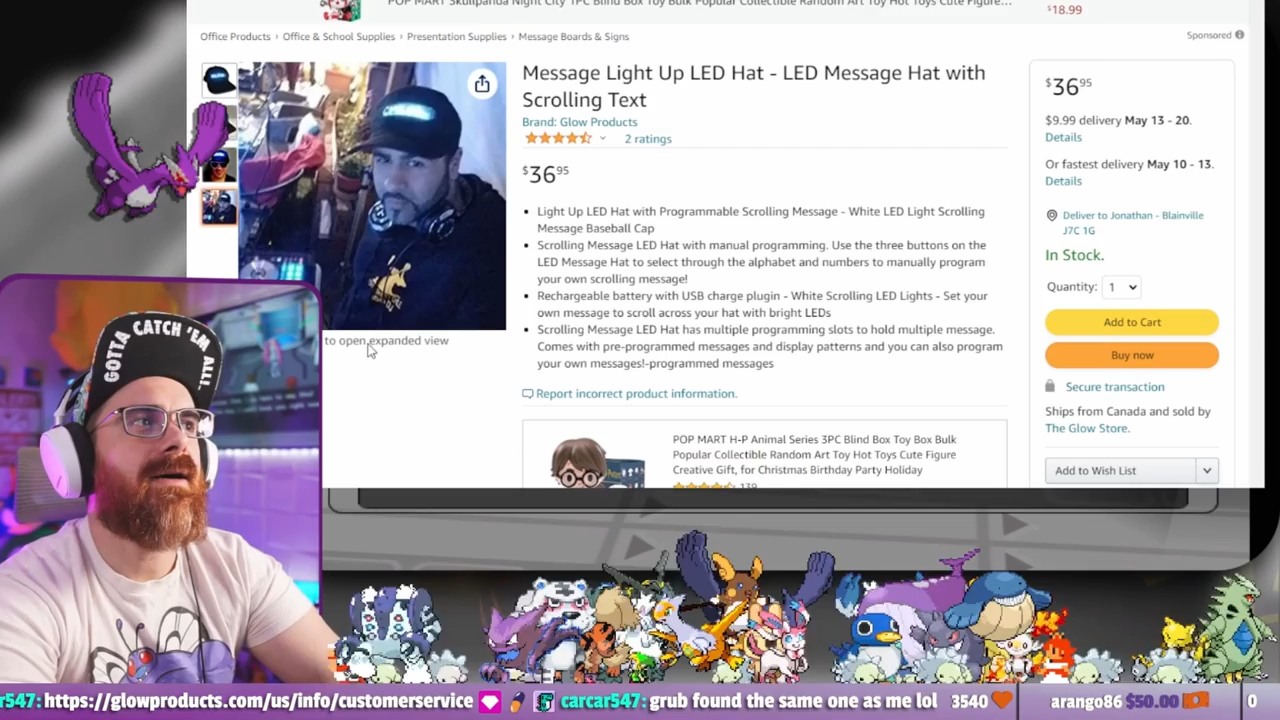 POP MART Skullpanda Night City 1PC Blind Box Toy Bulk Popular Collectible Random Art Toy Hot Toys Cute Figure...
$18.99
Office Products › Office & School Supplies › Presentation Supplies › Message Boards & Signs
Sponsored
Message Light Up LED Hat - LED Message Hat with
Scrolling Text
Brand: Glow Products
2 ratings
$36.95
Light Up LED Hat with Programmable Scrolling Message - White LED Light Scrolling
Message Baseball Cap
Scrolling Message LED Hat with manual programming. Use the three buttons on the
LED Message Hat to select through the alphabet and numbers to manually program
your own scrolling message!
Rechargeable battery with USB charge plugin - White Scrolling LED Lights - Set your
own message to scroll across your hat with bright LEDs
Scrolling Message LED Hat has multiple programming slots to hold multiple message.
Comes with pre-programmed messages and display patterns and you can also program
your own messages!-programmed messages
Report incorrect product information.
to open expanded view
POP MART H-P Animal Series 3PC Blind Box Toy Box Bulk
Popular Collectible Random Art Toy Hot Toys Cute Figure
Creative Gift, for Christmas Birthday Party Holiday
139
$36.95
$9.99 delivery May 13 - 20.
Details
Or fastest delivery May 10 - 13.
Details
Deliver to Jonathan - Blainville
J7C 1G
In Stock.
Quantity: 1
Add to Cart
Buy now
Secure transaction
Ships from Canada and sold by
The Glow Store.
Add to Wish List
GOTTA CATCH 'EM ALL!
r547: https://glowproducts.com/us/info/customerservice carcar547: grub found the same one as me lol 3540 arango86 $50.00 0